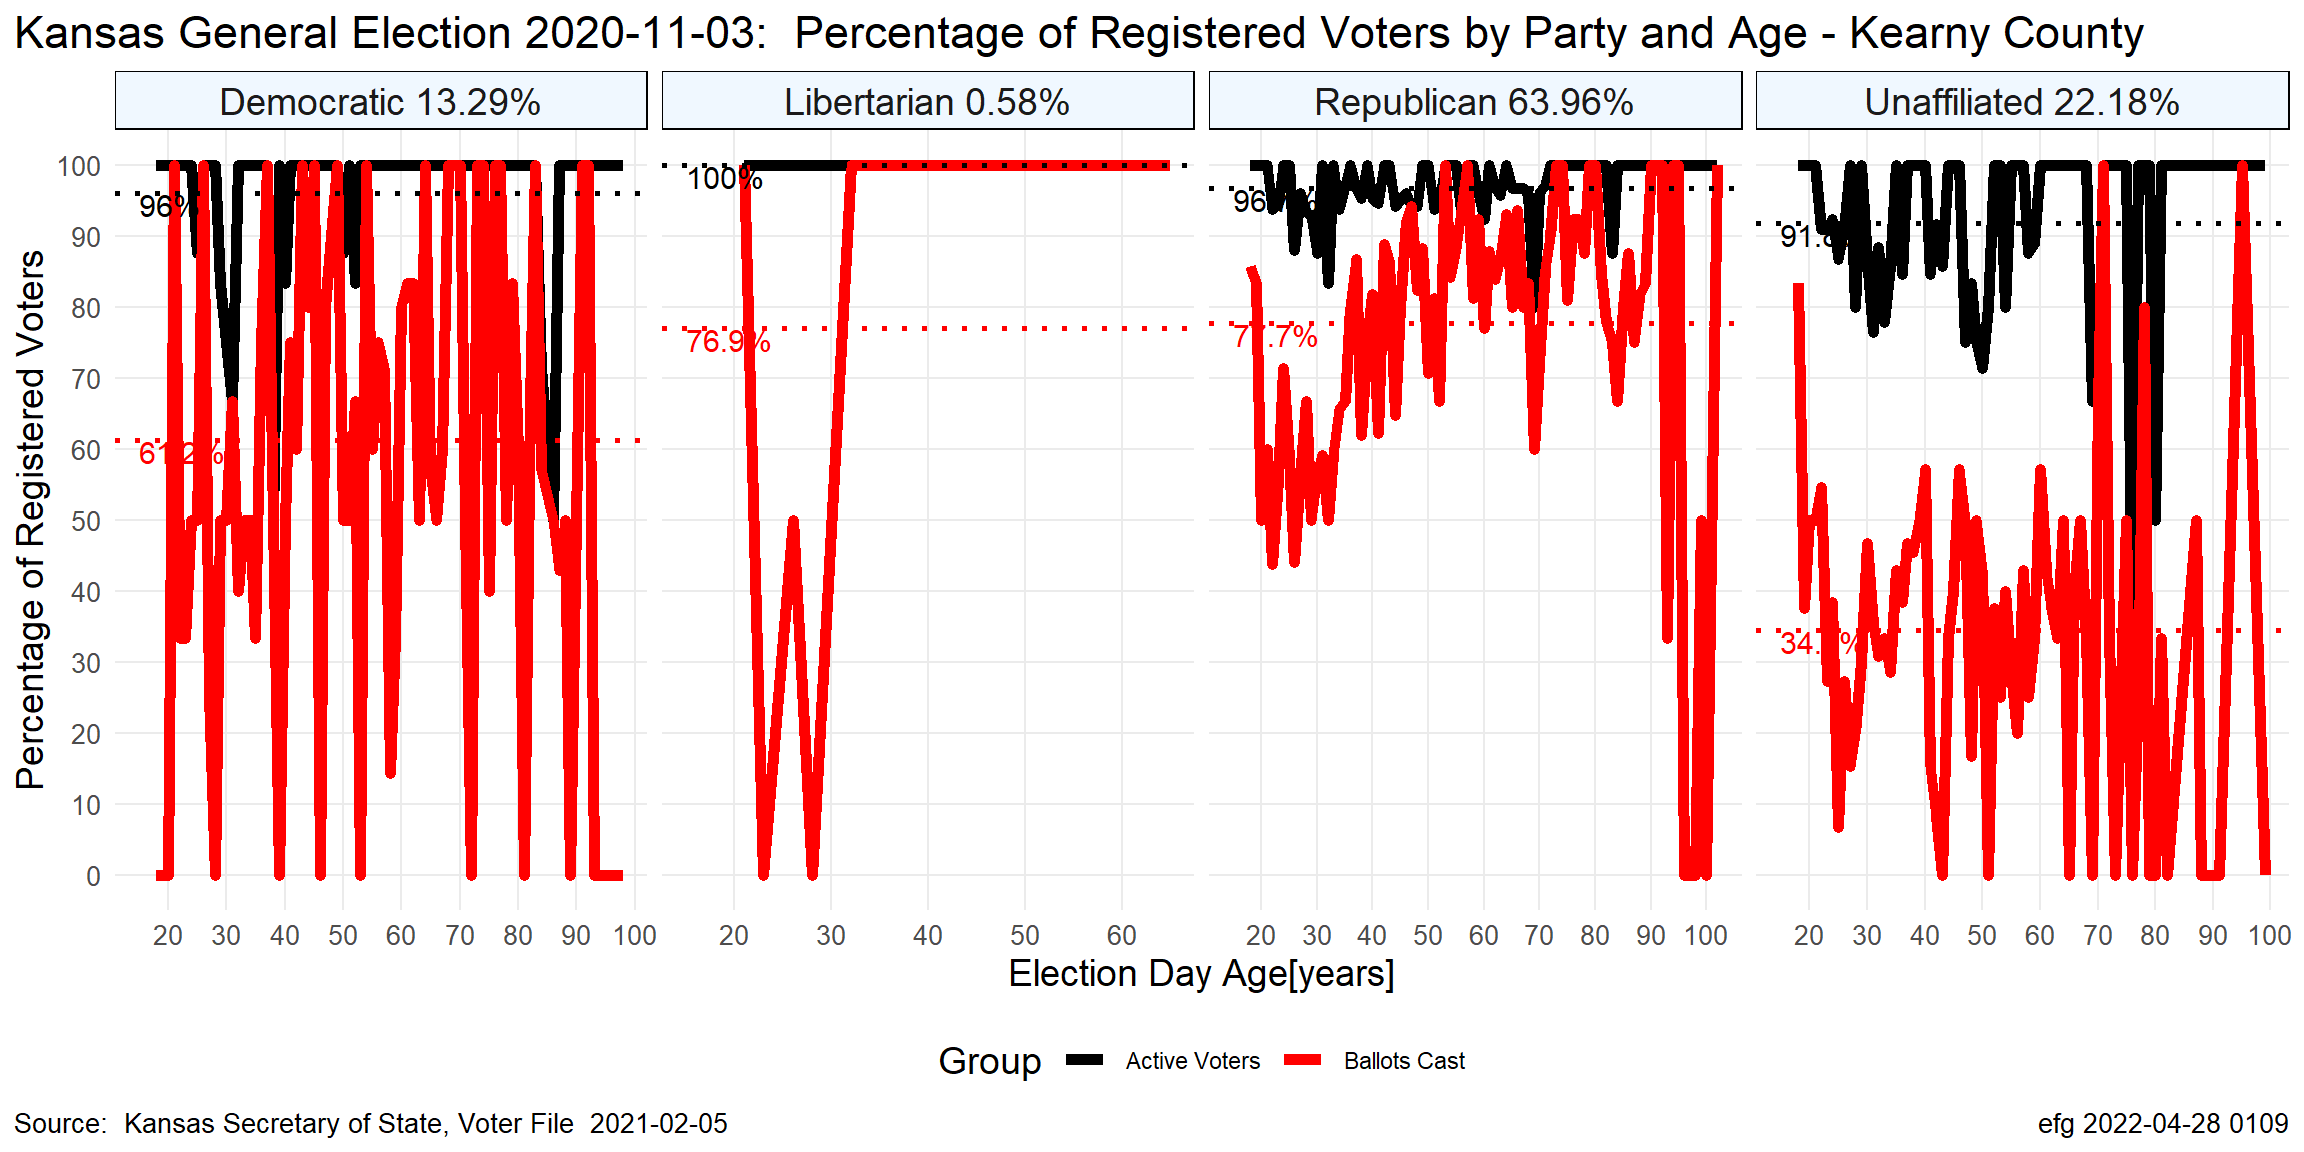 Kansas General Election 2020-11-03:  Percentage of Registered Voters by Party and Age - Kearny County
Democratic 13.29%
Libertarian 0.58%
Republican 63.96%
Unaffiliated 22.18%
Percentage of Registered Voters
100
90
80
70
60
50
40
30
20
10
0
96%
61.2%
100%
76.9%
77.7%
20 30 40 50 60 70 80 90 100
20 30 40 50 60
20 30 40 50 60 70 80 90 100
20 30 40 50 60 70 80 90 100
Election Day Age[years]
Group Active Voters Ballots Cast
Source:  Kansas Secretary of State, Voter File  2021-02-05
efg 2022-04-28 0109